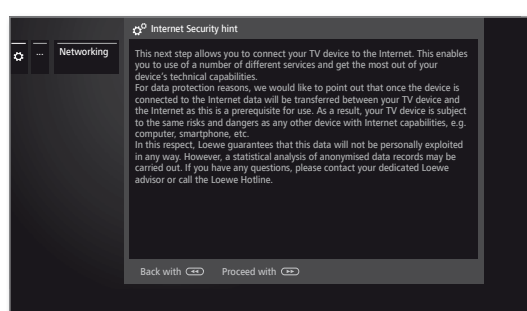 Internet Security hint
... Networking
This next step allows you to connect your TV device to the Internet. This enables
you to use of a number of different services and get the most out of your
device's technical capabilities.
For data protection reasons, we would like to point out that once the device is
connected to the Internet data will be transferred between your TV device and
the Internet as this is a prerequisite for use. As a result, your TV device is subject
to the same risks and dangers as any other device with Internet capabilities, e.g.
computer, smartphone, etc.
In this respect, Loewe guarantees that this data will not be personally exploited
in any way. However, a statistical analysis of anonymised data records may be
carried out. If you have any questions, please contact your dedicated Loewe
advisor or call the Loewe Hotline.
Back with Proceed with